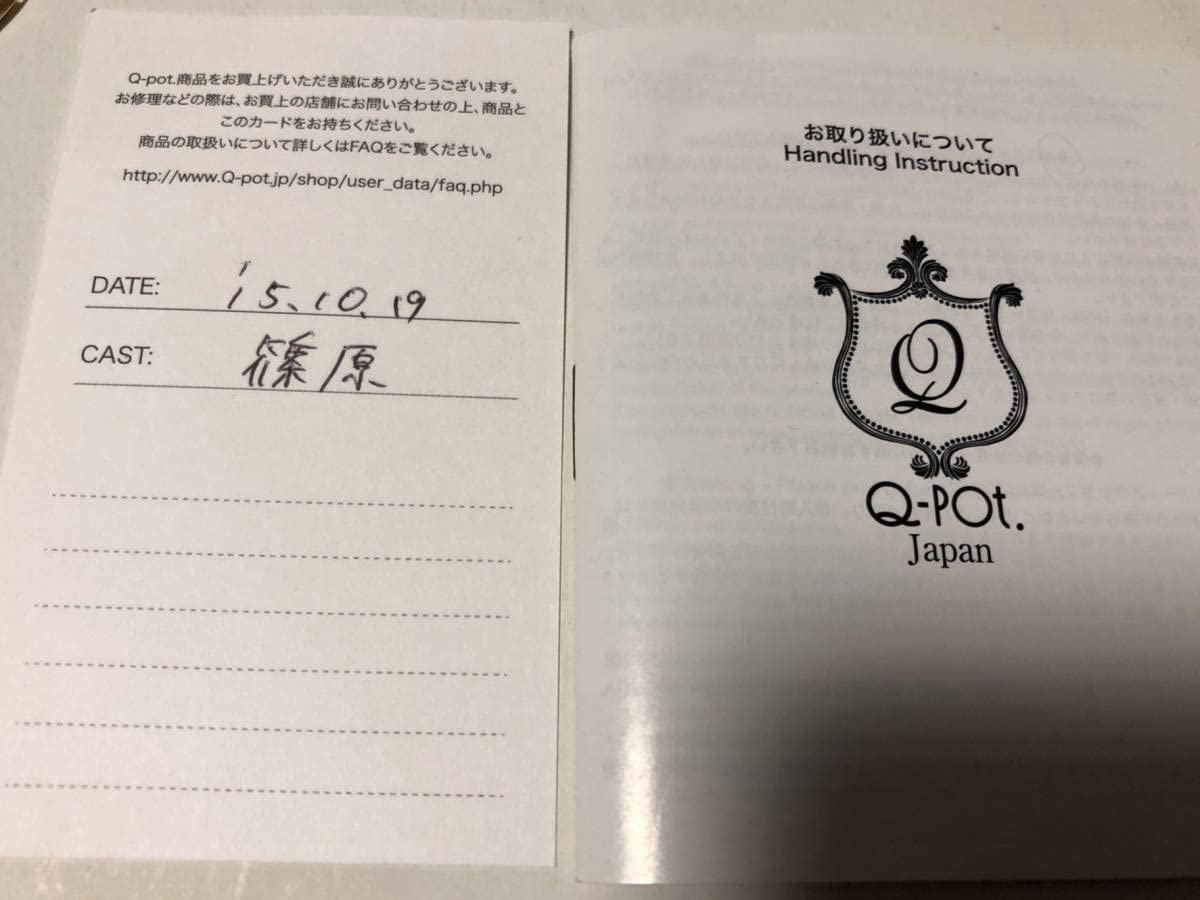 Q-pot.商品をお買上げいただき誠にありがとうございます。
お修理などの際は、お買上の店舗にお問い合わせの上、商品と
このカードをお持ちください。
商品の取扱いについて詳しくはFAQをご覧ください。
http://www.Q-pot.jp/shop/user_data/faq.php
DATE: '15.10.19
CAST: 篠原
お取り扱いについて
Handling Instruction
Q
Q-POt.
Japan